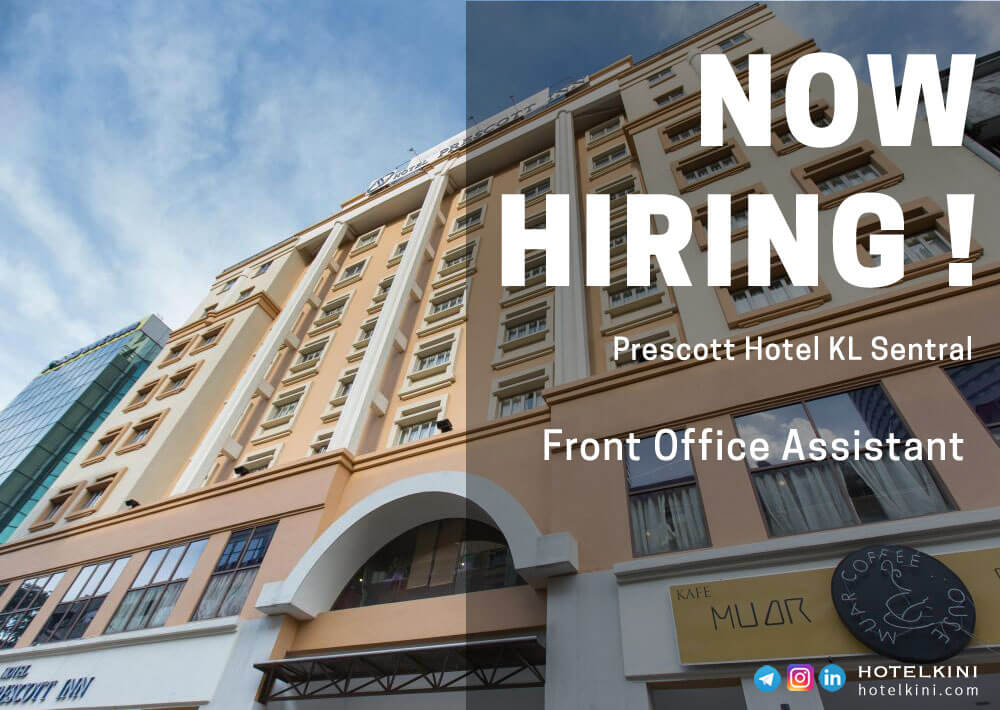 NOW
HIRING !
HOTEL PRESCOTT INN
Prescott Hotel KL Sentral
Front Office Assistant
KAFE
MUAR
MUAR COFFEE
HOTEL
PRESCOTT INN
HOTELKINI
hotelkini.com